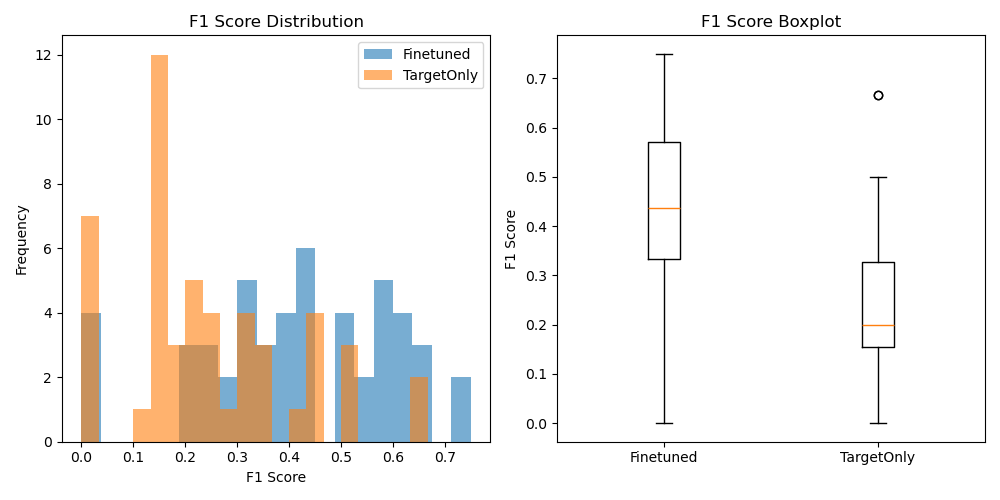 F1 Score Distribution
Finetuned
TargetOnly
12
10
8
6
4
2
0
Frequency
0.0 0.1 0.2 0.3 0.4 0.5 0.6 0.7
F1 Score
F1 Score Boxplot
0.7
0.6
0.5
0.4
0.3
0.2
0.1
0.0
F1 Score
Finetuned TargetOnly